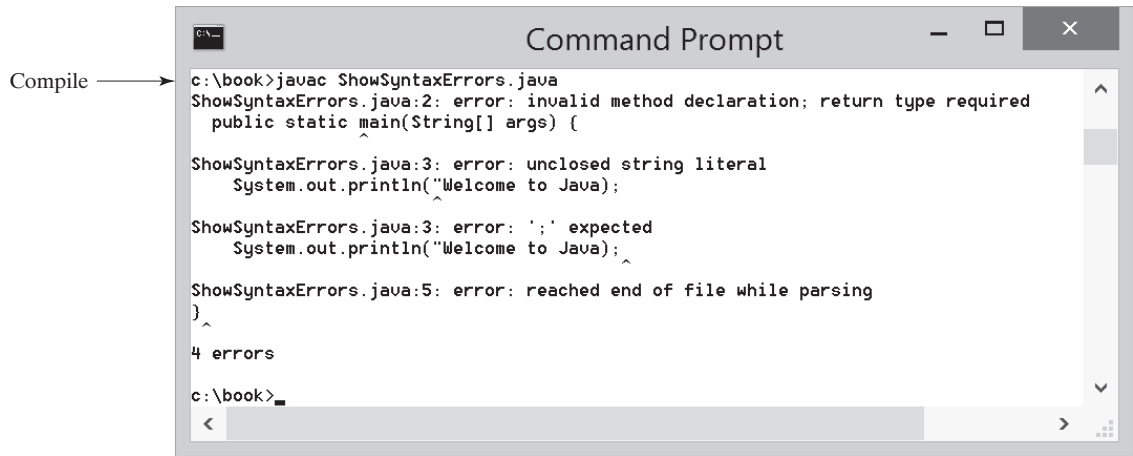 Command Prompt
Compile
c:\book>javac ShowSyntaxErrors.java
ShowSyntaxErrors.java:2: error: invalid method declaration; return type required
  public static main(String[] args) {
                ^
ShowSyntaxErrors.java:3: error: unclosed string literal
    System.out.println("Welcome to Java);
                       ^
ShowSyntaxErrors.java:3: error: ';' expected
    System.out.println("Welcome to Java);
                                         ^
ShowSyntaxErrors.java:5: error: reached end of file while parsing
}
 ^
4 errors
c:\book>